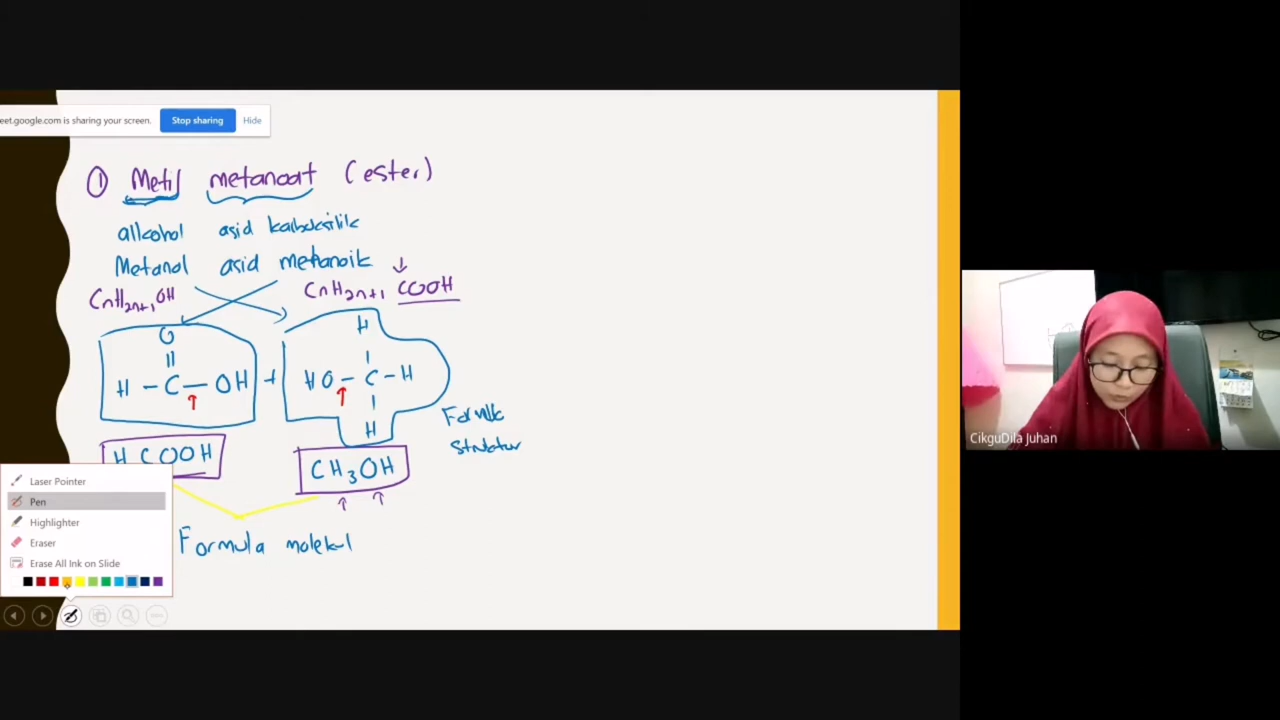 eet.google.com is sharing your screen. Stop sharing Hide
① Metil metanoat (ester)
alkohol asid karboksilik
Metanol asid metanoik
CnH2n+1OH CnH2n+1 COOH
O H
H - C - OH + HO - C - H
H
Formula
Struktur
H COOH CH3OH
Formula molekul
Laser Pointer
Pen
Highlighter
Eraser
Erase All Ink on Slide
CikguDila Juhan